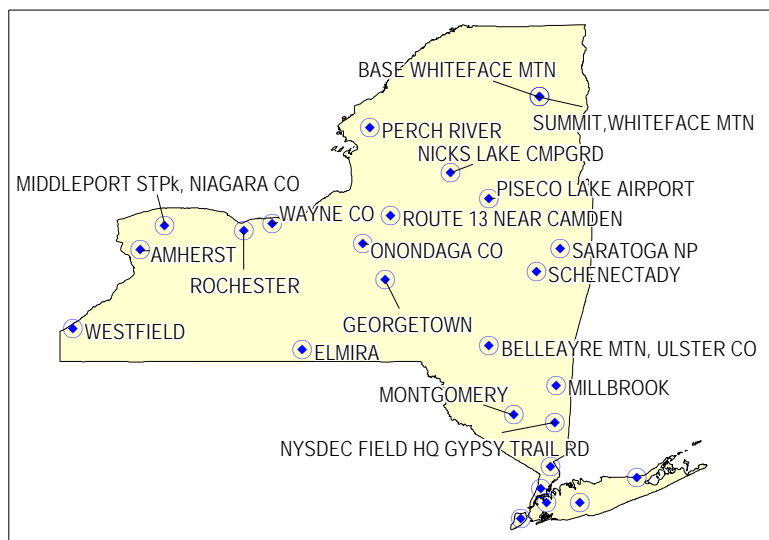 BASE WHITEFACE MTN
SUMMIT,WHITEFACE MTN
PERCH RIVER
NICKS LAKE CMPGRD
MIDDLEPORT STPk, NIAGARA CO
PISECO LAKE AIRPORT
WAYNE CO
ROUTE 13 NEAR CAMDEN
AMHERST
ONONDAGA CO
SARATOGA NP
ROCHESTER
SCHENECTADY
GEORGETOWN
WESTFIELD
ELMIRA
BELLEAYRE MTN, ULSTER CO
MONTGOMERY
MILLBROOK
NYSDEC FIELD HQ GYPSY TRAIL RD